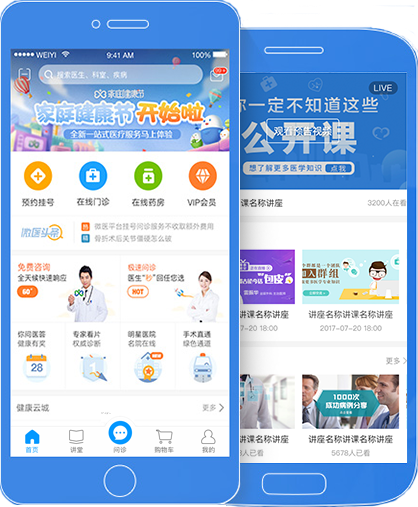 WEIYI
9:41 AM
100%
搜索医生、科室、疾病
99+
家庭健康节
家庭健康节开始啦
全新一站式医疗服务马上体验
预约挂号
在线门诊
在线药房
VIP会员
微医头条
微医平台挂号问诊服务不收取额外费用
骨折术后关节僵硬怎么破
免费咨询
全天候快速响应
60"
极速问诊
医生“秒”回任您选
HOT
你问医答
健康有奖
28
专家看片
权威诊断
明星医院
名院在线
手术直通
绿色通道
健康云城
更多 >
首页
讲堂
问诊
购物车
我的
LIVE
你一定不知道这些
公开课
观看预告视频
想了解更多医学知识
点我
课名称讲座
3200人在看
更多 >
包皮
入群组
讲课名称讲座
讲座名称讲课名称讲座
7-20 18:00
2017-07-20 18:00
1000次
成功病例分享
讲课名称讲座
讲座名称讲课名称讲座
人已看
5678人已看